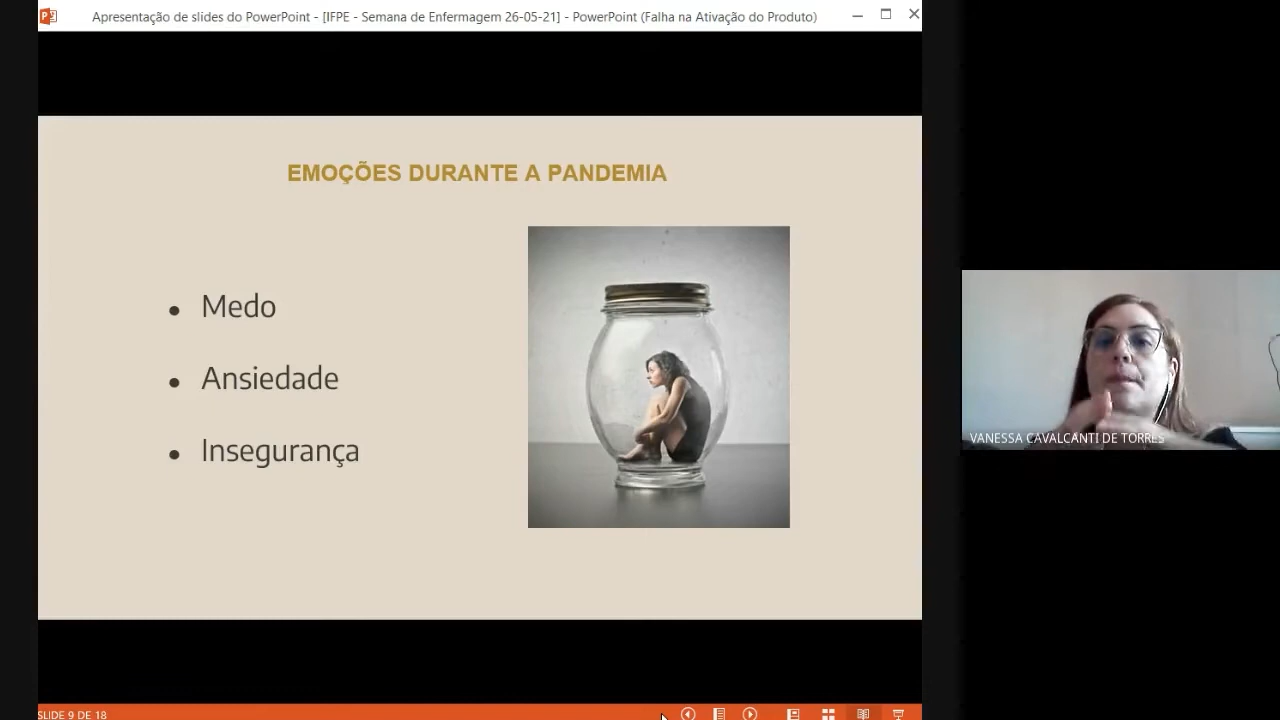 Apresentação de slides do PowerPoint - [IFPE - Semana de Enfermagem 26-05-21] - PowerPoint (Falha na Ativação do Produto)
EMOÇÕES DURANTE A PANDEMIA
• Medo
• Ansiedade
• Insegurança
VANESSA CAVALCANTI DE TORRES
SLIDE 9 DE 18